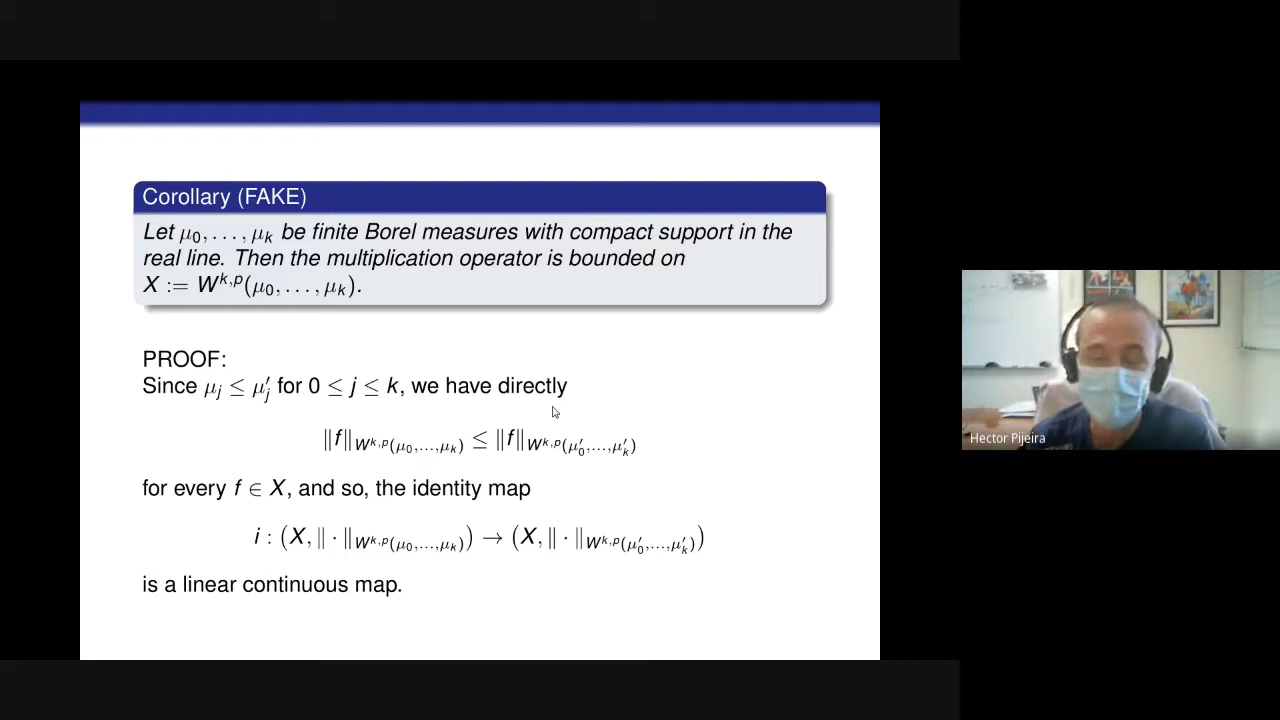 Corollary (FAKE)
Let μ₀, . . . , μₖ be finite Borel measures with compact support in the
real line. Then the multiplication operator is bounded on
X := W^{k,p}(μ₀, . . . , μₖ).
PROOF:
Since μ_j ≤ μ′_j for 0 ≤ j ≤ k, we have directly
‖f‖_{W^{k,p}(μ₀,...,μₖ)} ≤ ‖f‖_{W^{k,p}(μ′₀,...,μ′ₖ)}
for every f ∈ X, and so, the identity map
i : (X, ‖ · ‖_{W^{k,p}(μ₀,...,μₖ)}) → (X, ‖ · ‖_{W^{k,p}(μ′₀,...,μ′ₖ)})
is a linear continuous map.
Hector Pijeira